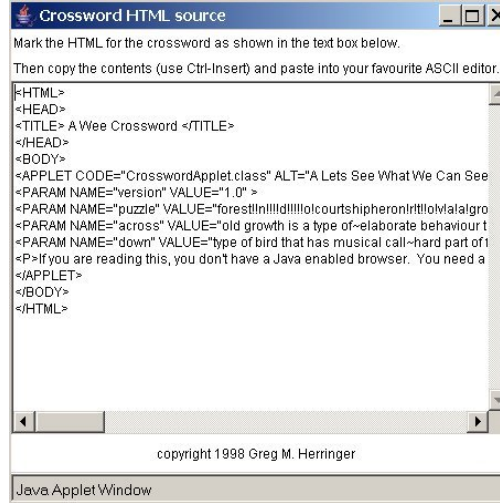 Crossword HTML source
Mark the HTML for the crossword as shown in the text box below.
Then copy the contents (use Ctrl-Insert) and paste into your favourite ASCII editor.
<HTML>
<HEAD>
<TITLE> A Wee Crossword </TITLE>
</HEAD>
<BODY>
<APPLET CODE="CrosswordApplet.class" ALT="A Lets See What We Can See
<PARAM NAME="version" VALUE="1.0" >
<PARAM NAME="puzzle" VALUE="forest!!n!!!!d!!!!!o!courtshipheron!r!t!!o!v!a!a!gro
<PARAM NAME="across" VALUE="old growth is a type of~elaborate behaviour t
<PARAM NAME="down" VALUE="type of bird that has musical call~hard part of
<P>If you are reading this, you don't have a Java enabled browser.  You need a
</APPLET>
</BODY>
</HTML>
copyright 1998 Greg M. Herringer
Java Applet Window